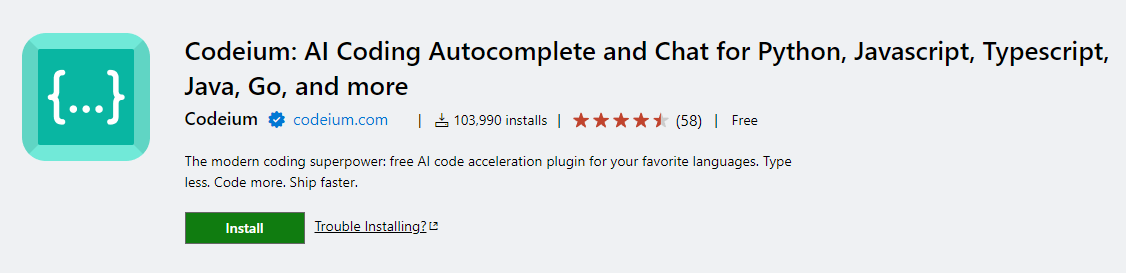 {...}
Codeium: AI Coding Autocomplete and Chat for Python, Javascript, Typescript,
Java, Go, and more
Codeium codeium.com | 103,990 installs | (58) | Free
The modern coding superpower: free AI code acceleration plugin for your favorite languages. Type
less. Code more. Ship faster.
Install Trouble Installing?